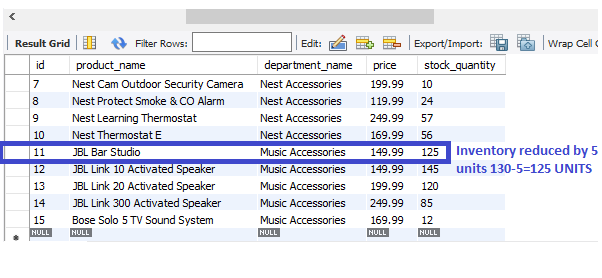 Result Grid Filter Rows: Edit: Export/Import: Wrap Cell C
id product_name department_name price stock_quantity
7 Nest Cam Outdoor Security Camera Nest Accessories 199.99 10
8 Nest Protect Smoke & CO Alarm Nest Accessories 119.99 24
9 Nest Learning Thermostat Nest Accessories 249.99 57
10 Nest Thermostat E Nest Accessories 169.99 56
11 JBL Bar Studio Music Accessories 149.99 125 Inventory reduced by 5
12 JBL Link 10 Activated Speaker Music Accessories 149.99 145 units 130-5=125 UNITS
13 JBL Link 20 Activated Speaker Music Accessories 199.99 120
14 JBL Link 300 Activated Speaker Music Accessories 249.99 85
15 Bose Solo 5 TV Sound System Music Accessories 169.99 12
NULL NULL NULL NULL NULL